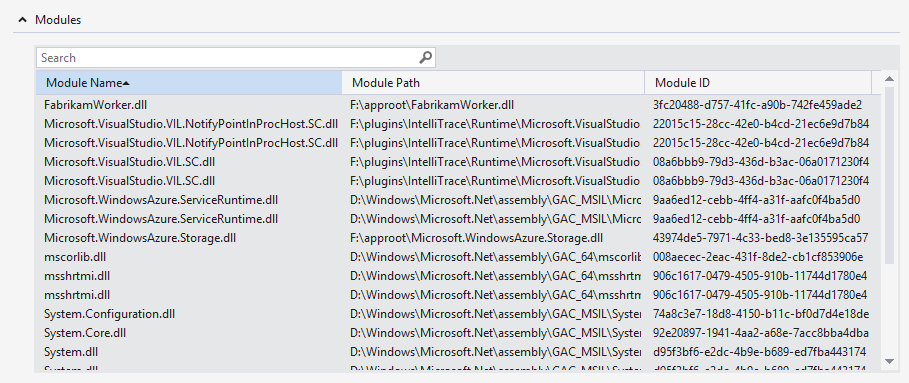 Modules
Search
Module Name Module Path Module ID
FabrikamWorker.dll F:\approot\FabrikamWorker.dll 3fc20488-d757-41fc-a90b-742fe459ade2
Microsoft.VisualStudio.VIL.NotifyPointInProcHost.SC.dll F:\plugins\IntelliTrace\Runtime\Microsoft.VisualStudio 22015c15-28cc-42e0-b4cd-21ec6e9d7b84
Microsoft.VisualStudio.VIL.NotifyPointInProcHost.SC.dll F:\plugins\IntelliTrace\Runtime\Microsoft.VisualStudio 22015c15-28cc-42e0-b4cd-21ec6e9d7b84
Microsoft.VisualStudio.VIL.SC.dll F:\plugins\IntelliTrace\Runtime\Microsoft.VisualStudio 08a6bbb9-79d3-436d-b3ac-06a0171230f4
Microsoft.VisualStudio.VIL.SC.dll F:\plugins\IntelliTrace\Runtime\Microsoft.VisualStudio 08a6bbb9-79d3-436d-b3ac-06a0171230f4
Microsoft.WindowsAzure.ServiceRuntime.dll D:\Windows\Microsoft.Net\assembly\GAC_MSIL\Micro 9aa6ed12-cebb-4ff4-a31f-aafc0f4ba5d0
Microsoft.WindowsAzure.ServiceRuntime.dll D:\Windows\Microsoft.Net\assembly\GAC_MSIL\Micro 9aa6ed12-cebb-4ff4-a31f-aafc0f4ba5d0
Microsoft.WindowsAzure.Storage.dll F:\approot\Microsoft.WindowsAzure.Storage.dll 43974de5-7971-4c33-bed8-3e135595ca57
mscorlib.dll D:\Windows\Microsoft.Net\assembly\GAC_64\mscorlib 008aecec-2eac-431f-8de2-cb1cf853906e
msshrtmi.dll D:\Windows\Microsoft.Net\assembly\GAC_64\msshrtm 906c1617-0479-4505-910b-11744d1780e4
msshrtmi.dll D:\Windows\Microsoft.Net\assembly\GAC_64\msshrtm 906c1617-0479-4505-910b-11744d1780e4
System.Configuration.dll D:\Windows\Microsoft.Net\assembly\GAC_MSIL\System 74a8c3e7-18d8-4150-b11c-bf0d7d4e18de
System.Core.dll D:\Windows\Microsoft.Net\assembly\GAC_MSIL\System 92e20897-1941-4aa2-a68e-7acc8bba4dba
System.dll D:\Windows\Microsoft.Net\assembly\GAC_MSIL\System d95f3bf6-e2dc-4b9e-b689-ed7fba443174